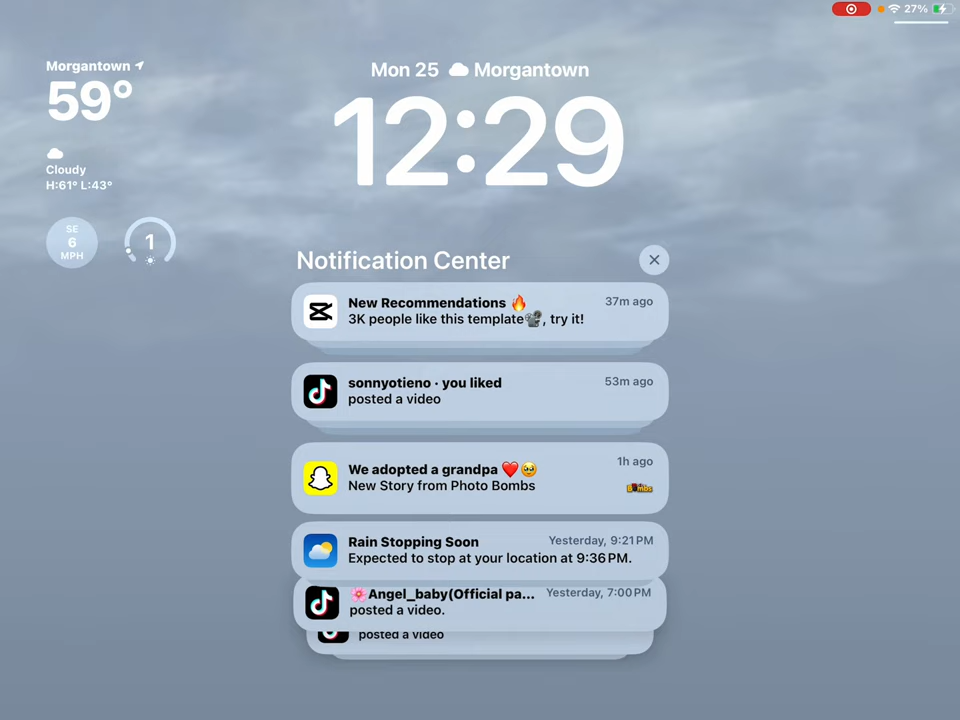 27%
Morgantown
59°
Cloudy
H:61° L:43°
SE
6
MPH
1
Mon 25 Morgantown
12:29
Notification Center
New Recommendations 🔥 37m ago
3K people like this template📽, try it!
sonnyotieno · you liked 53m ago
posted a video
We adopted a grandpa ❤️🥹 1h ago
New Story from Photo Bombs
Bombs
Rain Stopping Soon Yesterday, 9:21 PM
Expected to stop at your location at 9:36 PM.
🌸Angel_baby(Official pa... Yesterday, 7:00 PM
posted a video.
posted a video